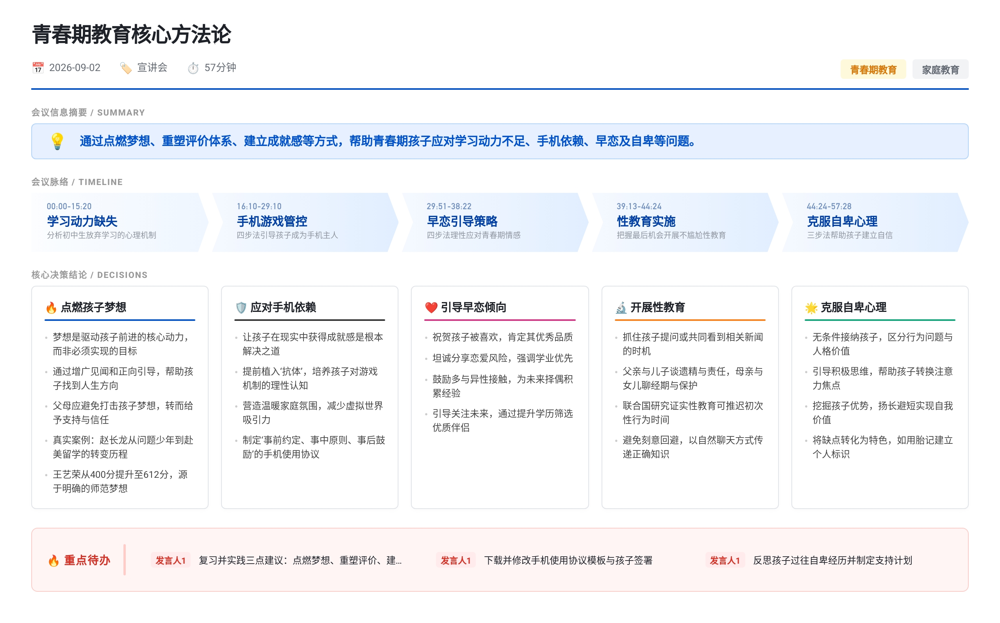 青春期教育核心方法论
2026-09-02 宣讲会 57分钟
青春期教育 家庭教育
会议信息摘要 / SUMMARY
通过点燃梦想、重塑评价体系、建立成就感等方式，帮助青春期孩子应对学习动力不足、手机依赖、早恋及自卑等问题。
会议脉络 / TIMELINE
00:00-15:20
学习动力缺失
分析初中生放弃学习的心理机制
16:10-29:10
手机游戏管控
四步法引导孩子成为手机主人
29:51-38:22
早恋引导策略
四步法理性应对青春期情感
39:13-44:24
性教育实施
把握最后机会开展不尴尬性教育
44:24-57:28
克服自卑心理
三步法帮助孩子建立自信
核心决策结论 / DECISIONS
点燃孩子梦想
梦想是驱动孩子前进的核心动力，
而非必须实现的目标
通过增广见闻和正向引导，帮助孩
子找到人生方向
父母应避免打击孩子梦想，转而给
予支持与信任
真实案例：赵长龙从问题少年到赴
美留学的转变历程
王艺荣从400分提升至612分，源
于明确的师范梦想
应对手机依赖
让孩子在现实中获得成就感是根本
解决之道
提前植入‘抗体’，培养孩子对游戏
机制的理性认知
营造温暖家庭氛围，减少虚拟世界
吸引力
制定‘事前约定、事中原则、事后鼓
励’的手机使用协议
引导早恋倾向
祝贺孩子被喜欢，肯定其优秀品质
坦诚分享恋爱风险，强调学业优先
鼓励多与异性接触，为未来择偶积
累经验
引导关注未来，通过提升学历筛选
优质伴侣
开展性教育
抓住孩子提问或共同看到相关新闻
的时机
父亲与儿子谈遗精与责任，母亲与
女儿聊经期与保护
联合国研究证实性教育可推迟初次
性行为时间
避免刻意回避，以自然聊天方式传
递正确知识
克服自卑心理
无条件接纳孩子，区分行为问题与
人格价值
引导积极思维，帮助孩子转换注意
力焦点
挖掘孩子优势，扬长避短实现自我
价值
将缺点转化为特色，如用胎记建立
个人标识
重点待办
发言人1 复习并实践三点建议：点燃梦想、重塑评价、建...
发言人1 下载并修改手机使用协议模板与孩子签署
发言人1 反思孩子过往自卑经历并制定支持计划